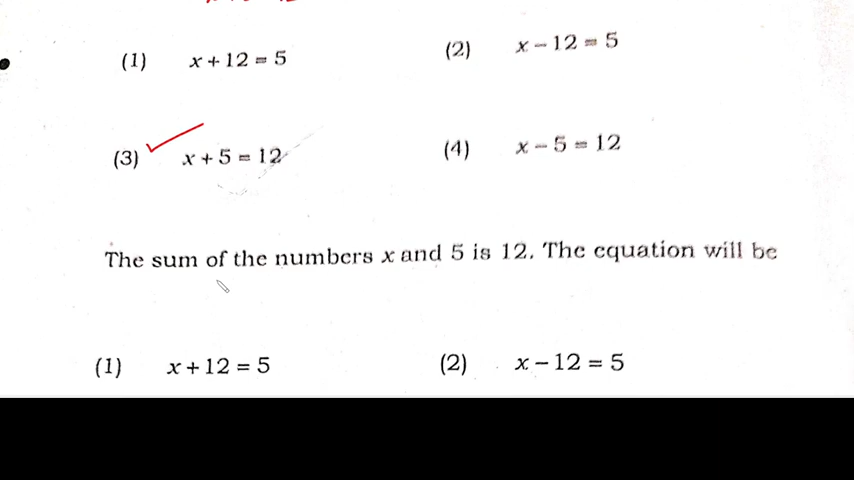 (1) x + 12 = 5 (2) x − 12 = 5
(3) x + 5 = 12 (4) x − 5 = 12
The sum of the numbers x and 5 is 12. The equation will be
(1) x + 12 = 5 (2) x − 12 = 5